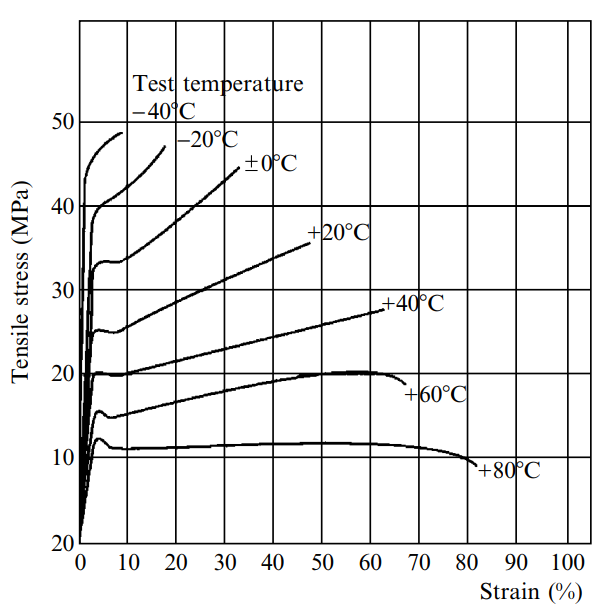 Test temperature
−40°C
50
−20°C
±0°C
40
+20°C
30
+40°C
20
+60°C
10
+80°C
20
0 10 20 30 40 50 60 70 80 90 100
Strain (%)
Tensile stress (MPa)